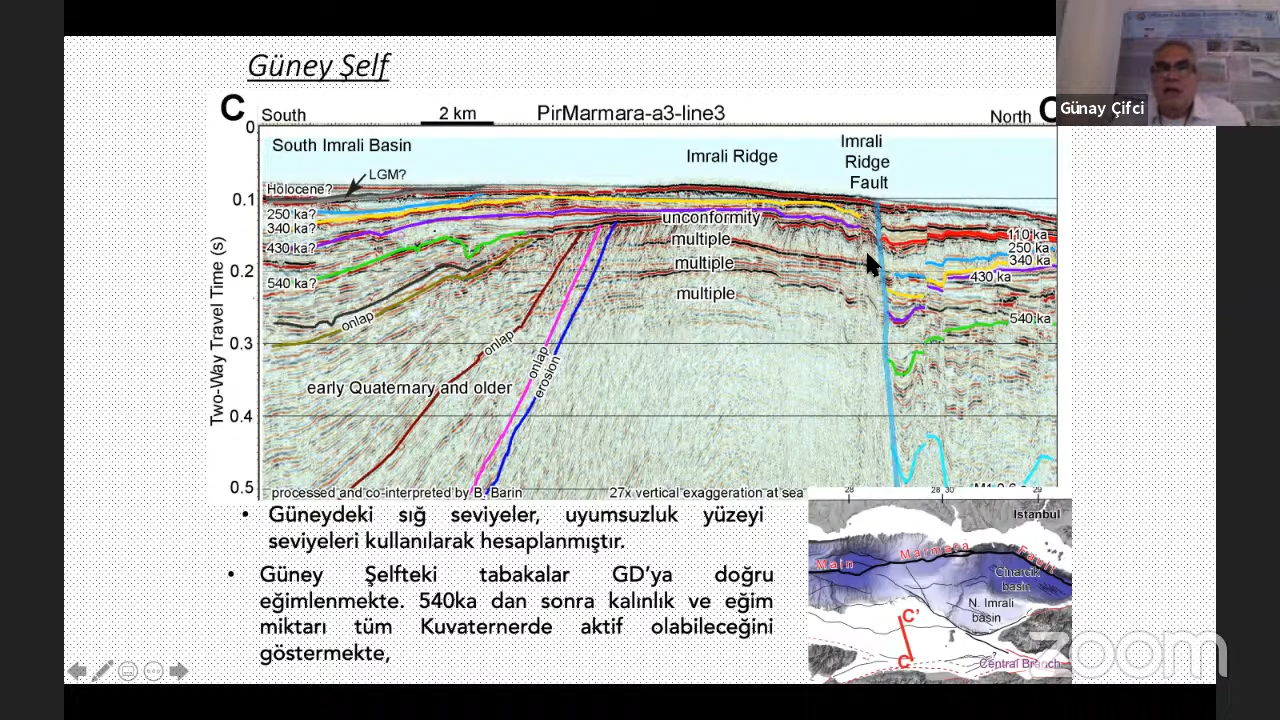 Güney Şelf
C South 2 km PirMarmara-a3-line3 North C
Günay Çifci
0
South Imrali Basin
Imrali Ridge
Imrali
Ridge
Fault
LGM?
Holocene?
0.1
250 ka?
340 ka?
430 ka?
540 ka?
unconformity
multiple
multiple
multiple
110 ka
250 ka
340 ka
430 ka
540 ka
0.2
0.3
0.4
0.5
Two-Way Travel Time (s)
onlap
onlap
onlap
erosion
early Quaternary and older
processed and co-interpreted by B. Barin 27x vertical exaggeration at sea
• Güneydeki sığ seviyeler, uyumsuzluk yüzeyi
seviyeleri kullanılarak hesaplanmıştır.
• Güney Şelfteki tabakalar GD’ya doğru
eğimlenmekte. 540ka dan sonra kalınlık ve eğim
miktarı tüm Kuvaternerde aktif olabileceğini
göstermekte,
28 28 30 29
Istanbul
Main Marmara Fault
Çinarcik
basin
N. Imrali
basin
C'
C
?
Central Branch
zoom